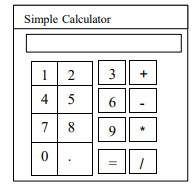 Simple Calculator
1 2 3 +
4 5 6 -
7 8 9 *
0 . = /